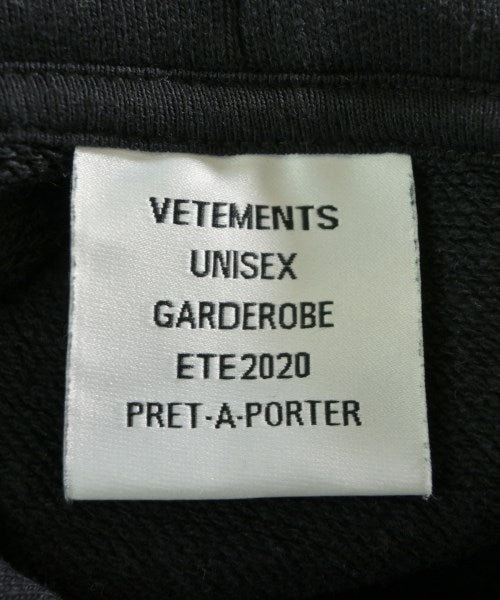 VETEMENTS
UNISEX
GARDEROBE
ETE2020
PRET-A-PORTER